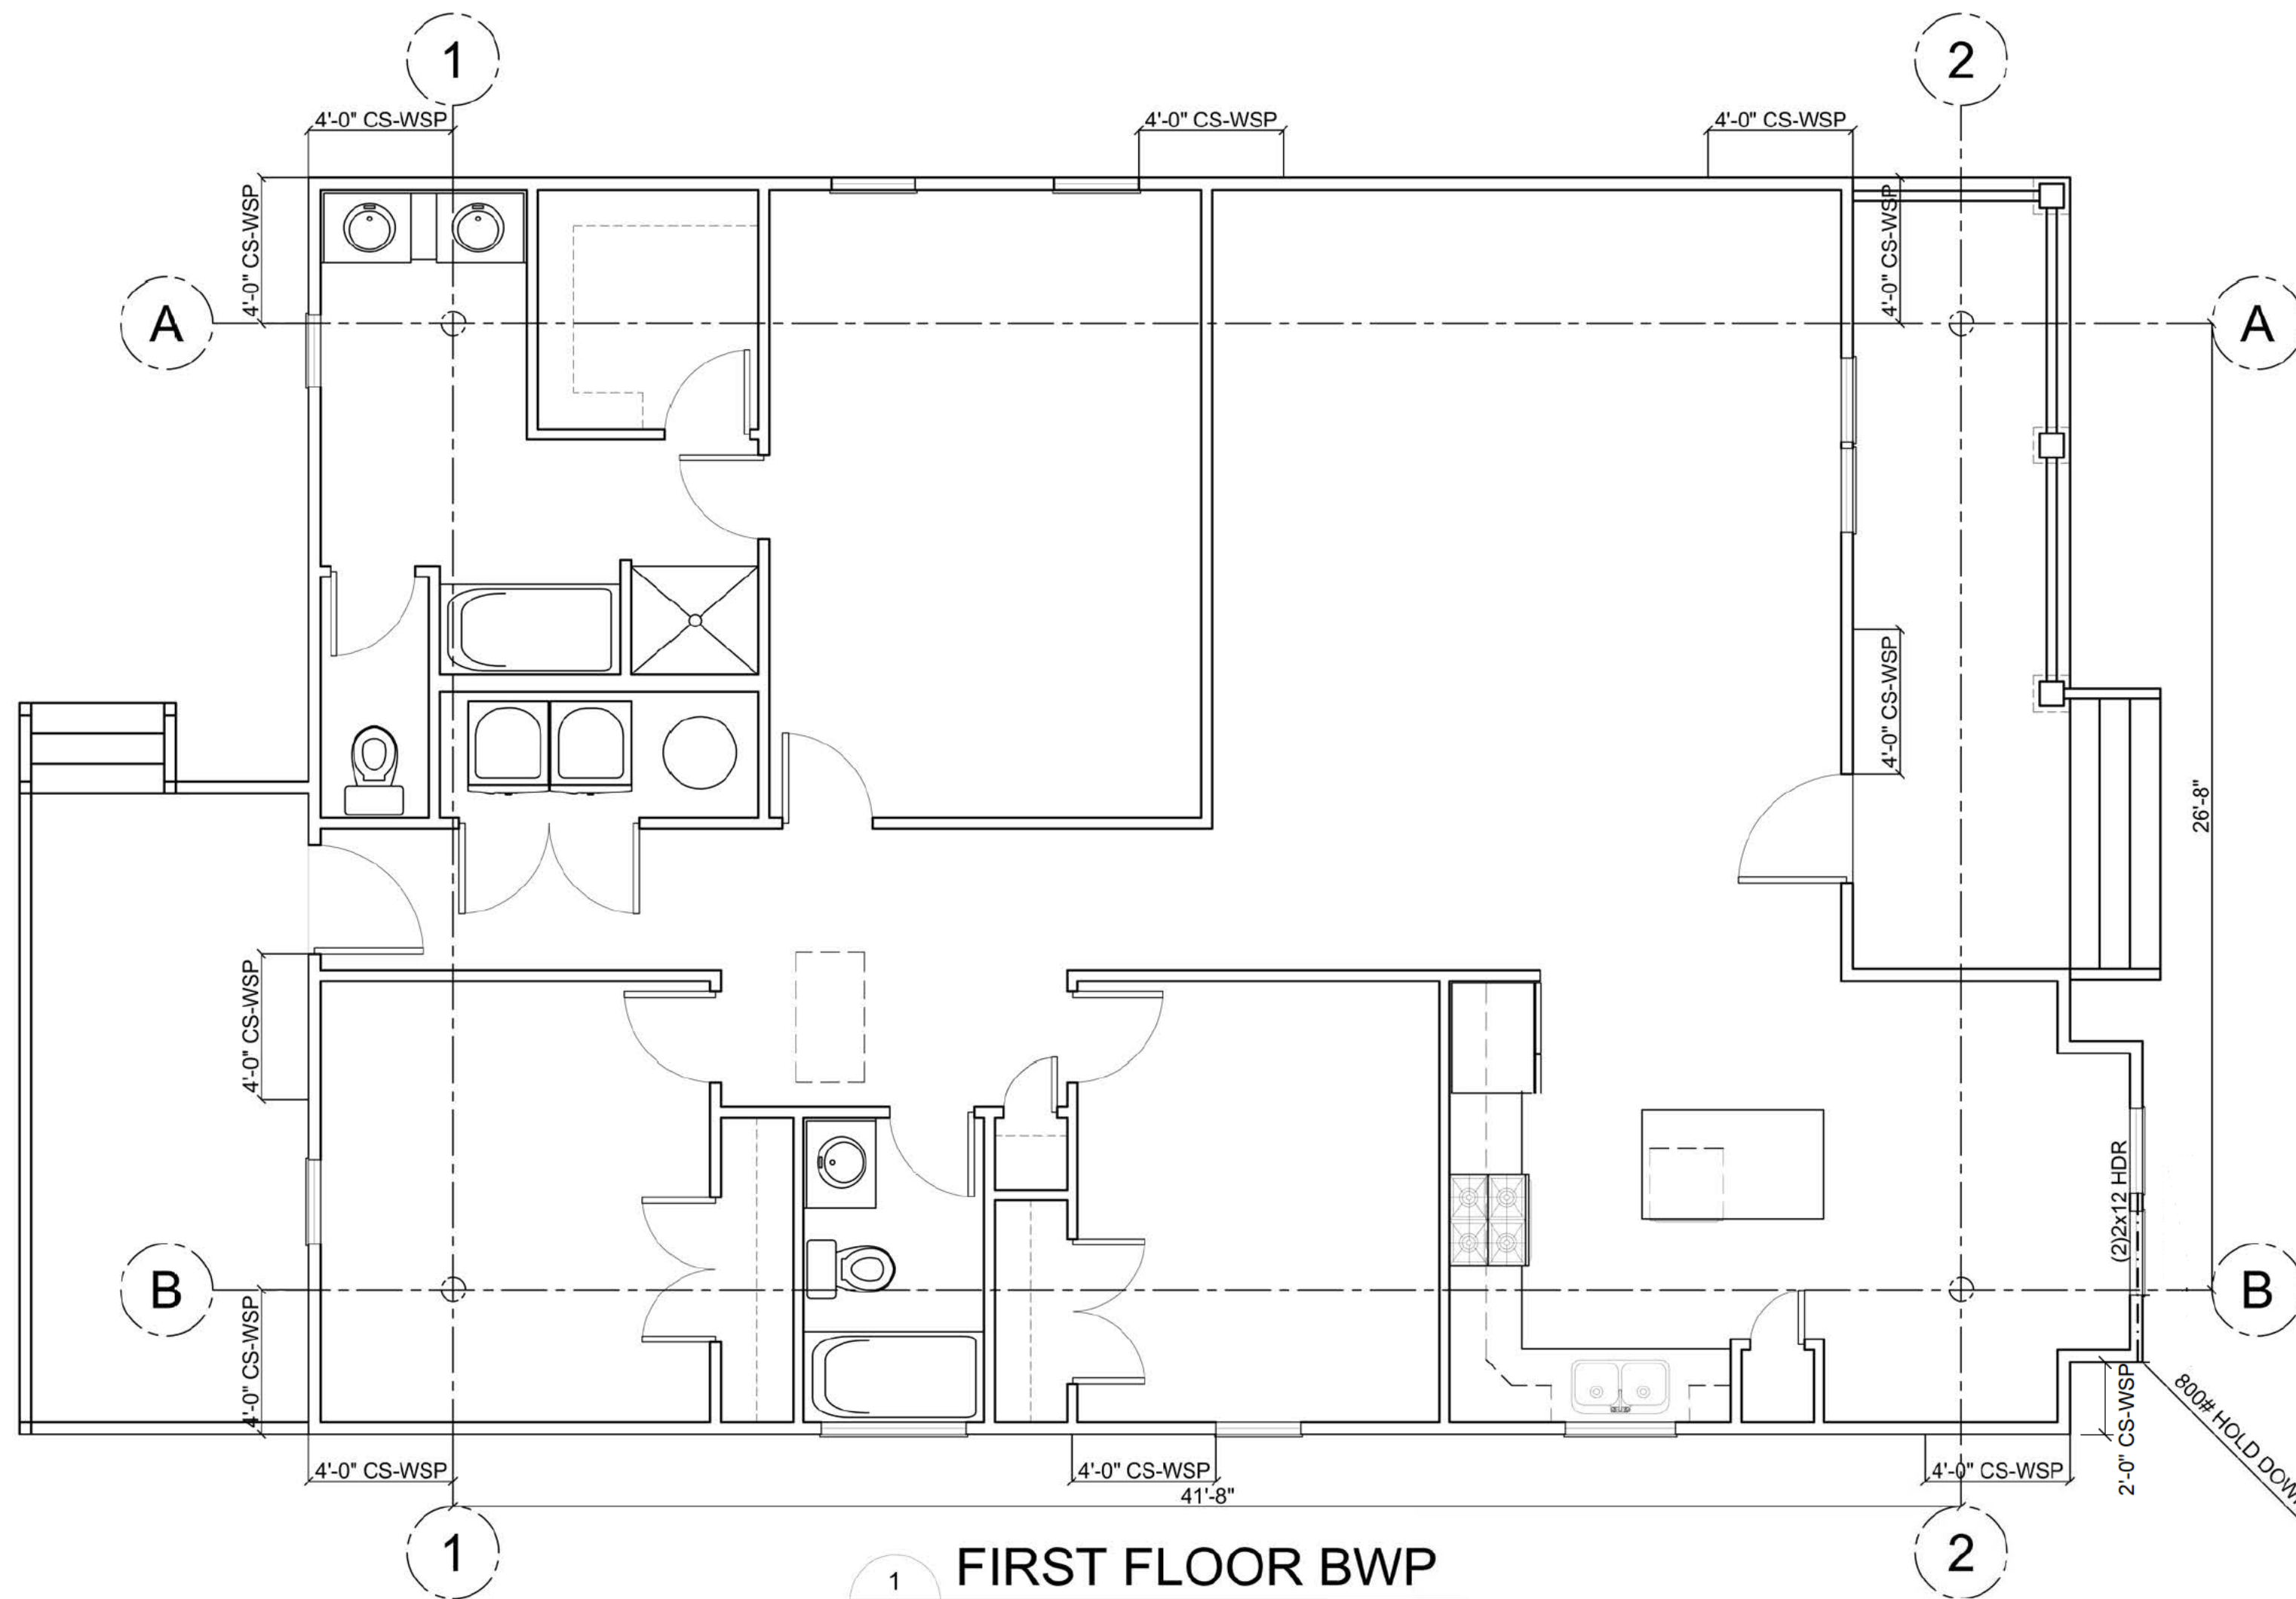 1
2
4'-0" CS-WSP
4'-0" CS-WSP
4'-0" CS-WSP
4'-0" CS-WSP
4'-0" CS-WSP
A
A
4'-0" CS-WSP
26'-8"
4'-0" CS-WSP
(2)2x12 HDR
B
B
4'-0" CS-WSP
2'-0" CS-WSP
800# HOLD DOW
4'-0" CS-WSP
4'-0" CS-WSP
4'-0" CS-WSP
41'-8"
1
2
1
FIRST FLOOR BWP